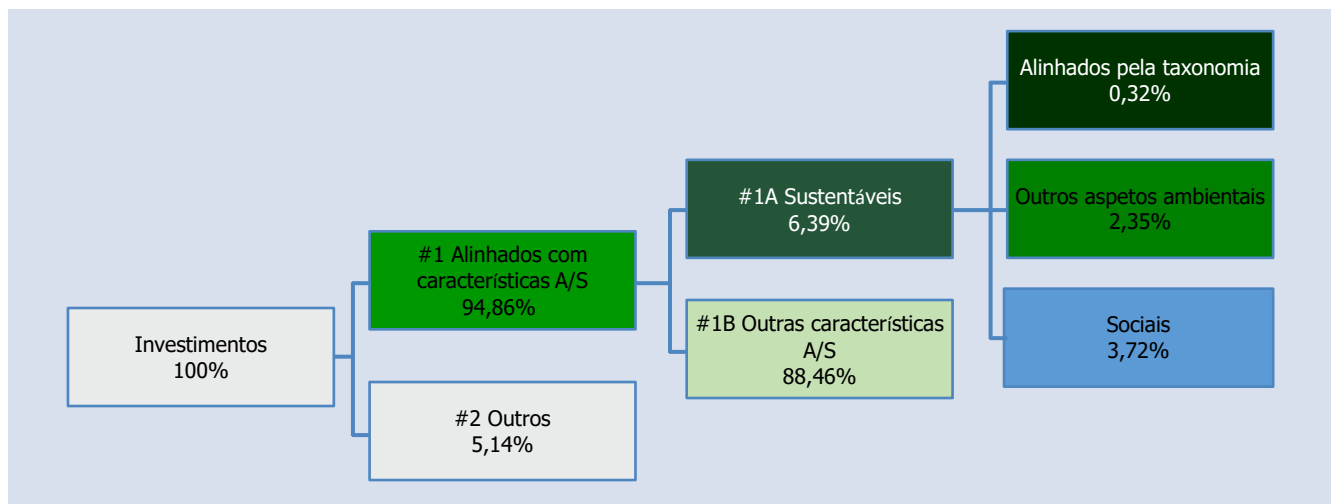 Investimentos
100%
#1 Alinhados com
características A/S
94,86%
#2 Outros
5,14%
#1A Sustentáveis
6,39%
#1B Outras características
A/S
88,46%
Alinhados pela taxonomia
0,32%
Outros aspetos ambientais
2,35%
Sociais
3,72%